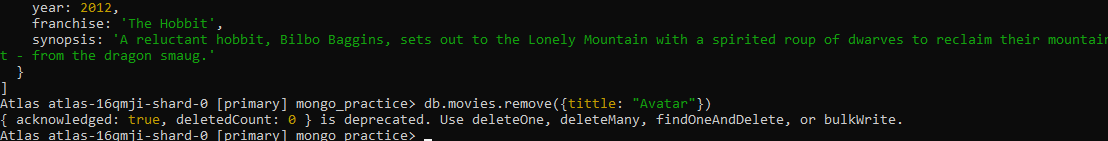 year: 2012,
franchise: 'The Hobbit',
synopsis: 'A reluctant hobbit, Bilbo Baggins, sets out to the Lonely Mountain with a spirited roup of dwarves to reclaim their mountain
t - from the dragon smaug.'
}
]
Atlas atlas-16qmji-shard-0 [primary] mongo_practice> db.movies.remove({tittle: "Avatar"})
{ acknowledged: true, deletedCount: 0 } is deprecated. Use deleteOne, deleteMany, findOneAndDelete, or bulkWrite.
Atlas atlas-16qmji-shard-0 [primary] mongo_practice>